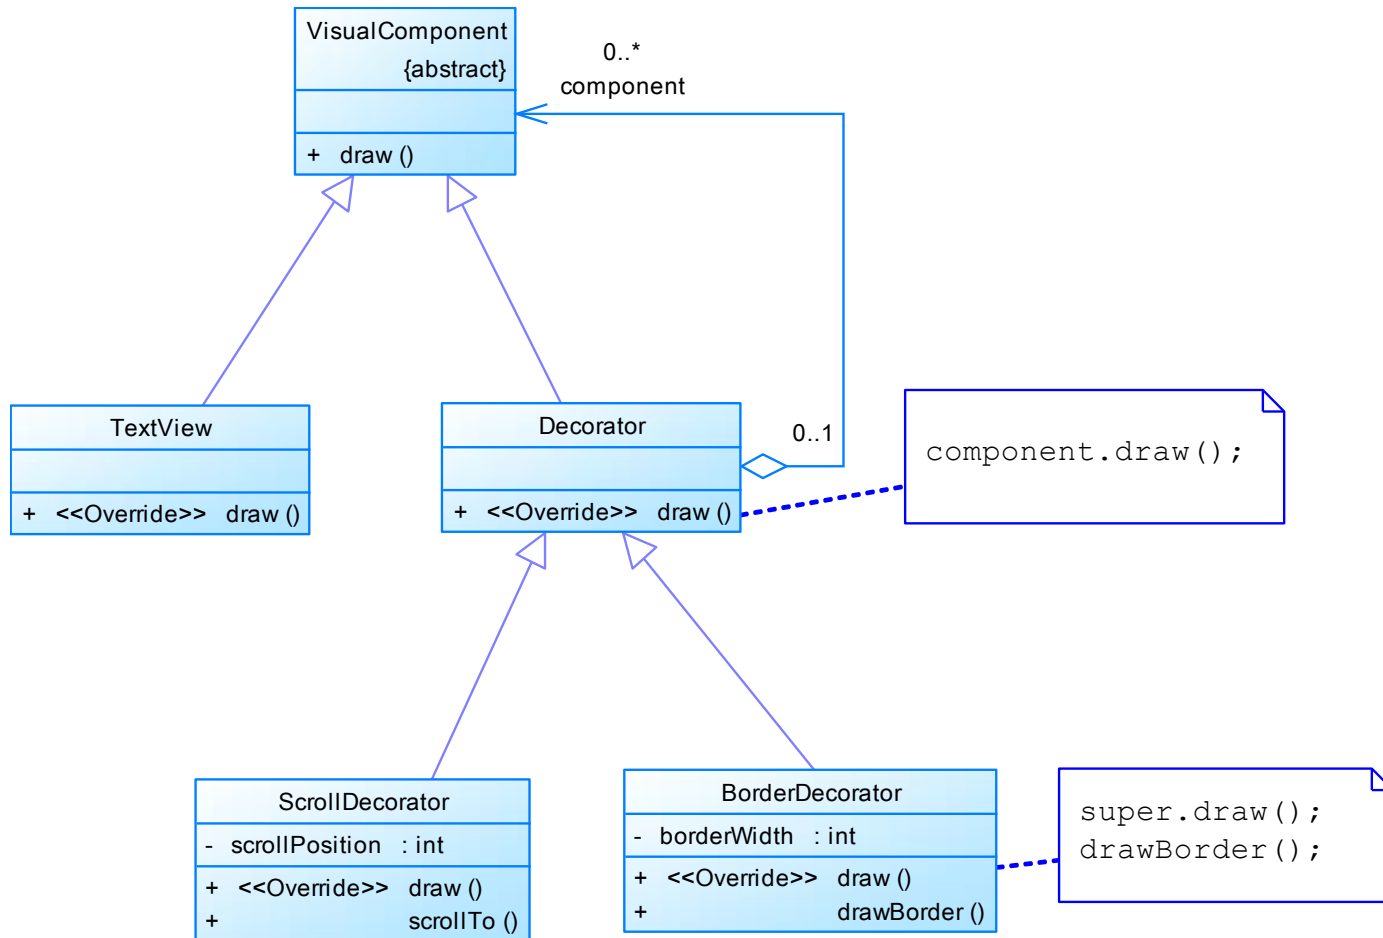 VisualComponent
{abstract}
+ draw ()
0..*
component
TextView
+ <<Override>> draw ()
Decorator
+ <<Override>> draw ()
0..1
component.draw();
ScrollDecorator
- scrollPosition : int
+ <<Override>> draw ()
+ scrollTo ()
BorderDecorator
- borderWidth : int
+ <<Override>> draw ()
+ drawBorder ()
super.draw();
drawBorder();